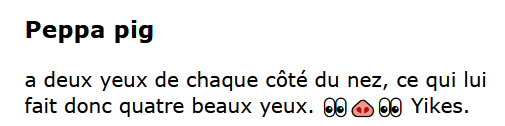 Peppa pig
a deux yeux de chaque côté du nez, ce qui lui
fait donc quatre beaux yeux. 👀🐽👀 Yikes.